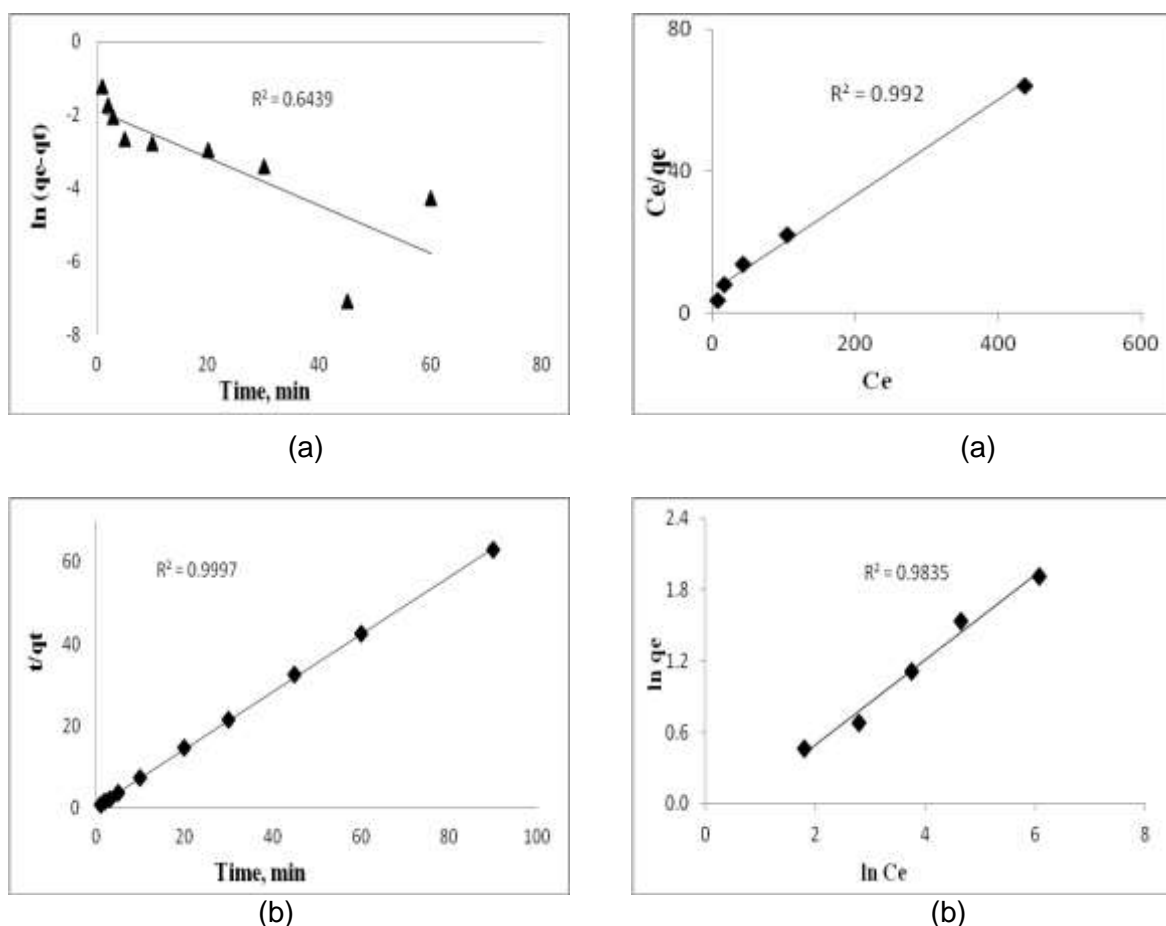 0
-2
-4
-6
-8
R² = 0.6439
ln (qe-qt)
0 20 40 60 80
Time, min
(a)
80
40
0
R² = 0.992
Ce/qe
0 200 400 600
Ce
(a)
60
40
20
0
R² = 0.9997
t/qt
0 20 40 60 80 100
Time, min
(b)
2.4
1.8
1.2
0.6
0.0
R² = 0.9835
ln qe
0 2 4 6 8
ln Ce
(b)